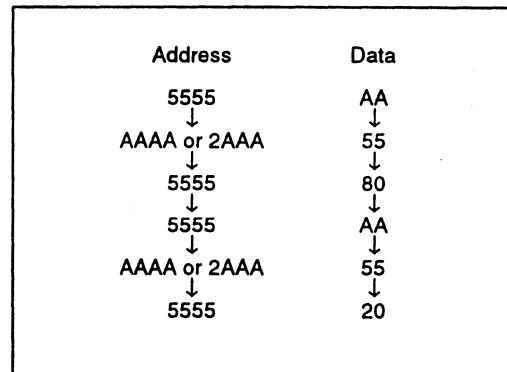 Address Data
5555 AA
↓ ↓
AAAA or 2AAA 55
↓ ↓
5555 80
↓ ↓
5555 AA
↓ ↓
AAAA or 2AAA 55
↓ ↓
5555 20